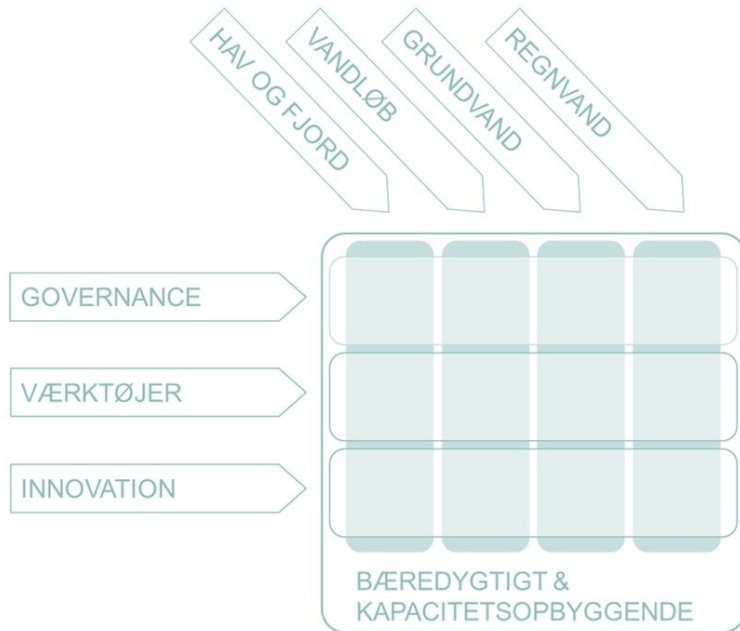 HAV OG FJORD
VANDLØB
GRUNDVAND
REGNVAND
GOVERNANCE
VÆRKTØJER
INNOVATION
BÆREDYGTIGT &
KAPACITETSOPBYGGENDE